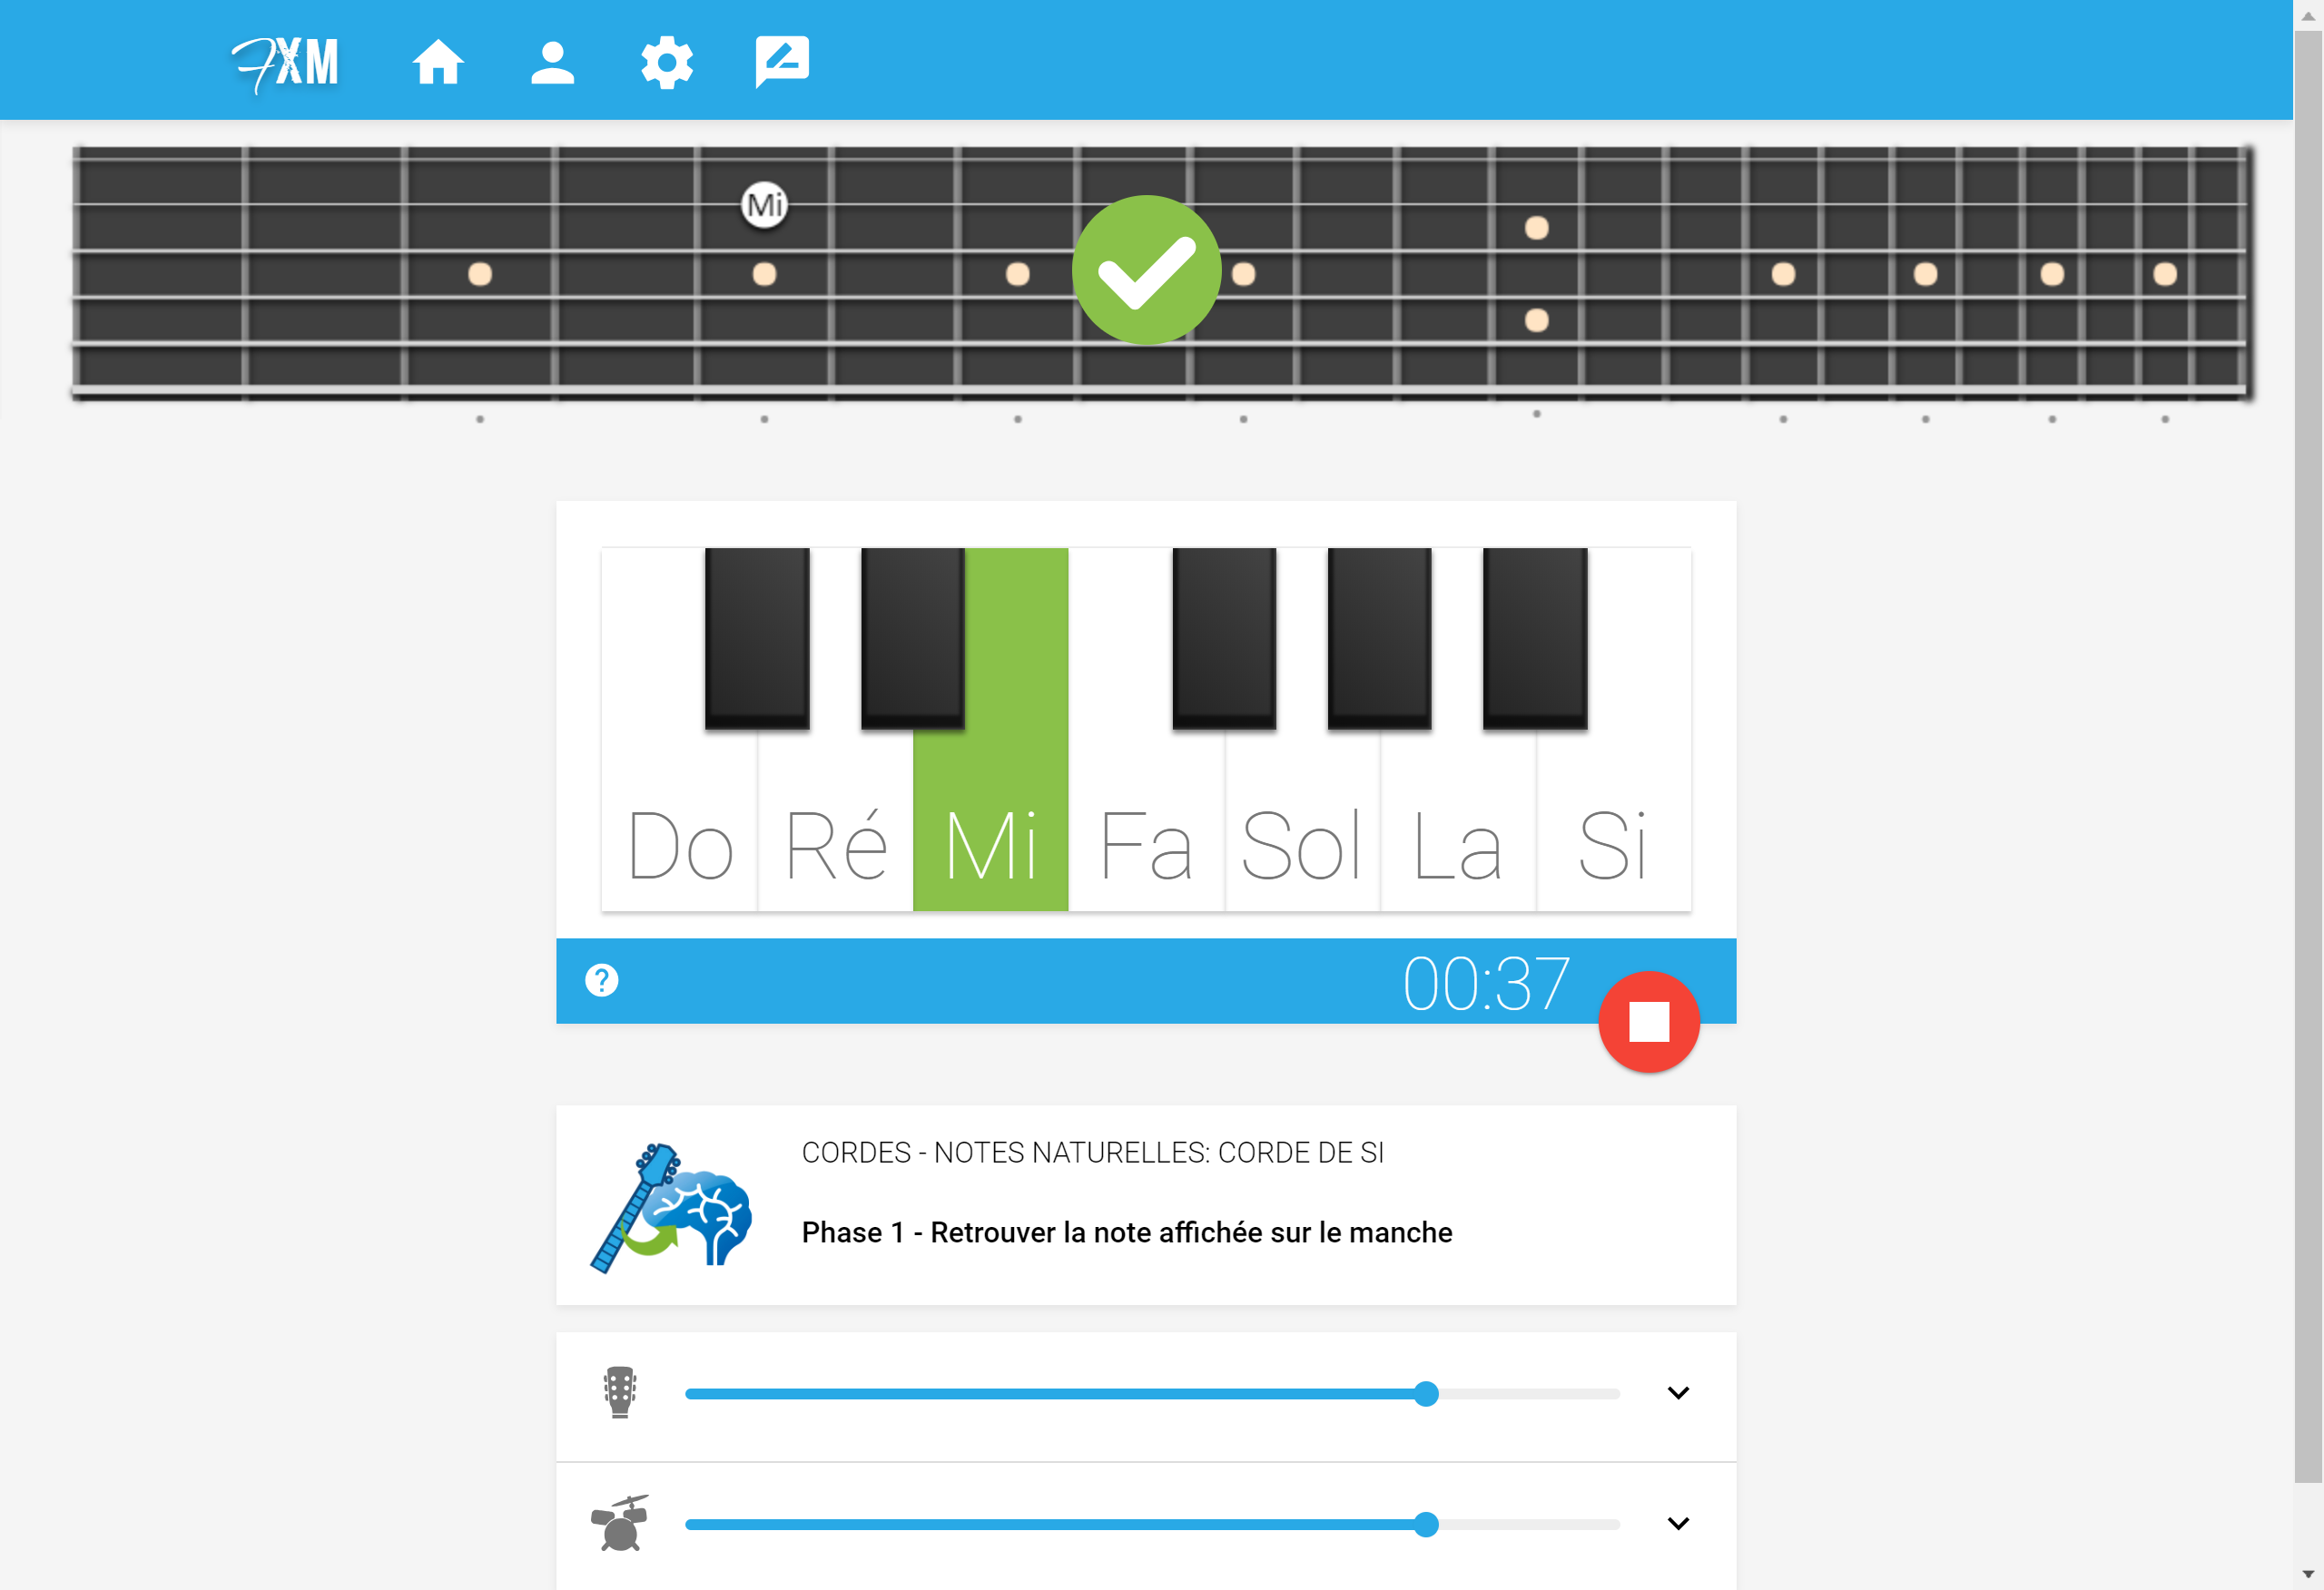 FXM
Mi
Do Ré Mi Fa Sol La Si
?
00:37
CORDES - NOTES NATURELLES: CORDE DE SI
Phase 1 - Retrouver la note affichée sur le manche